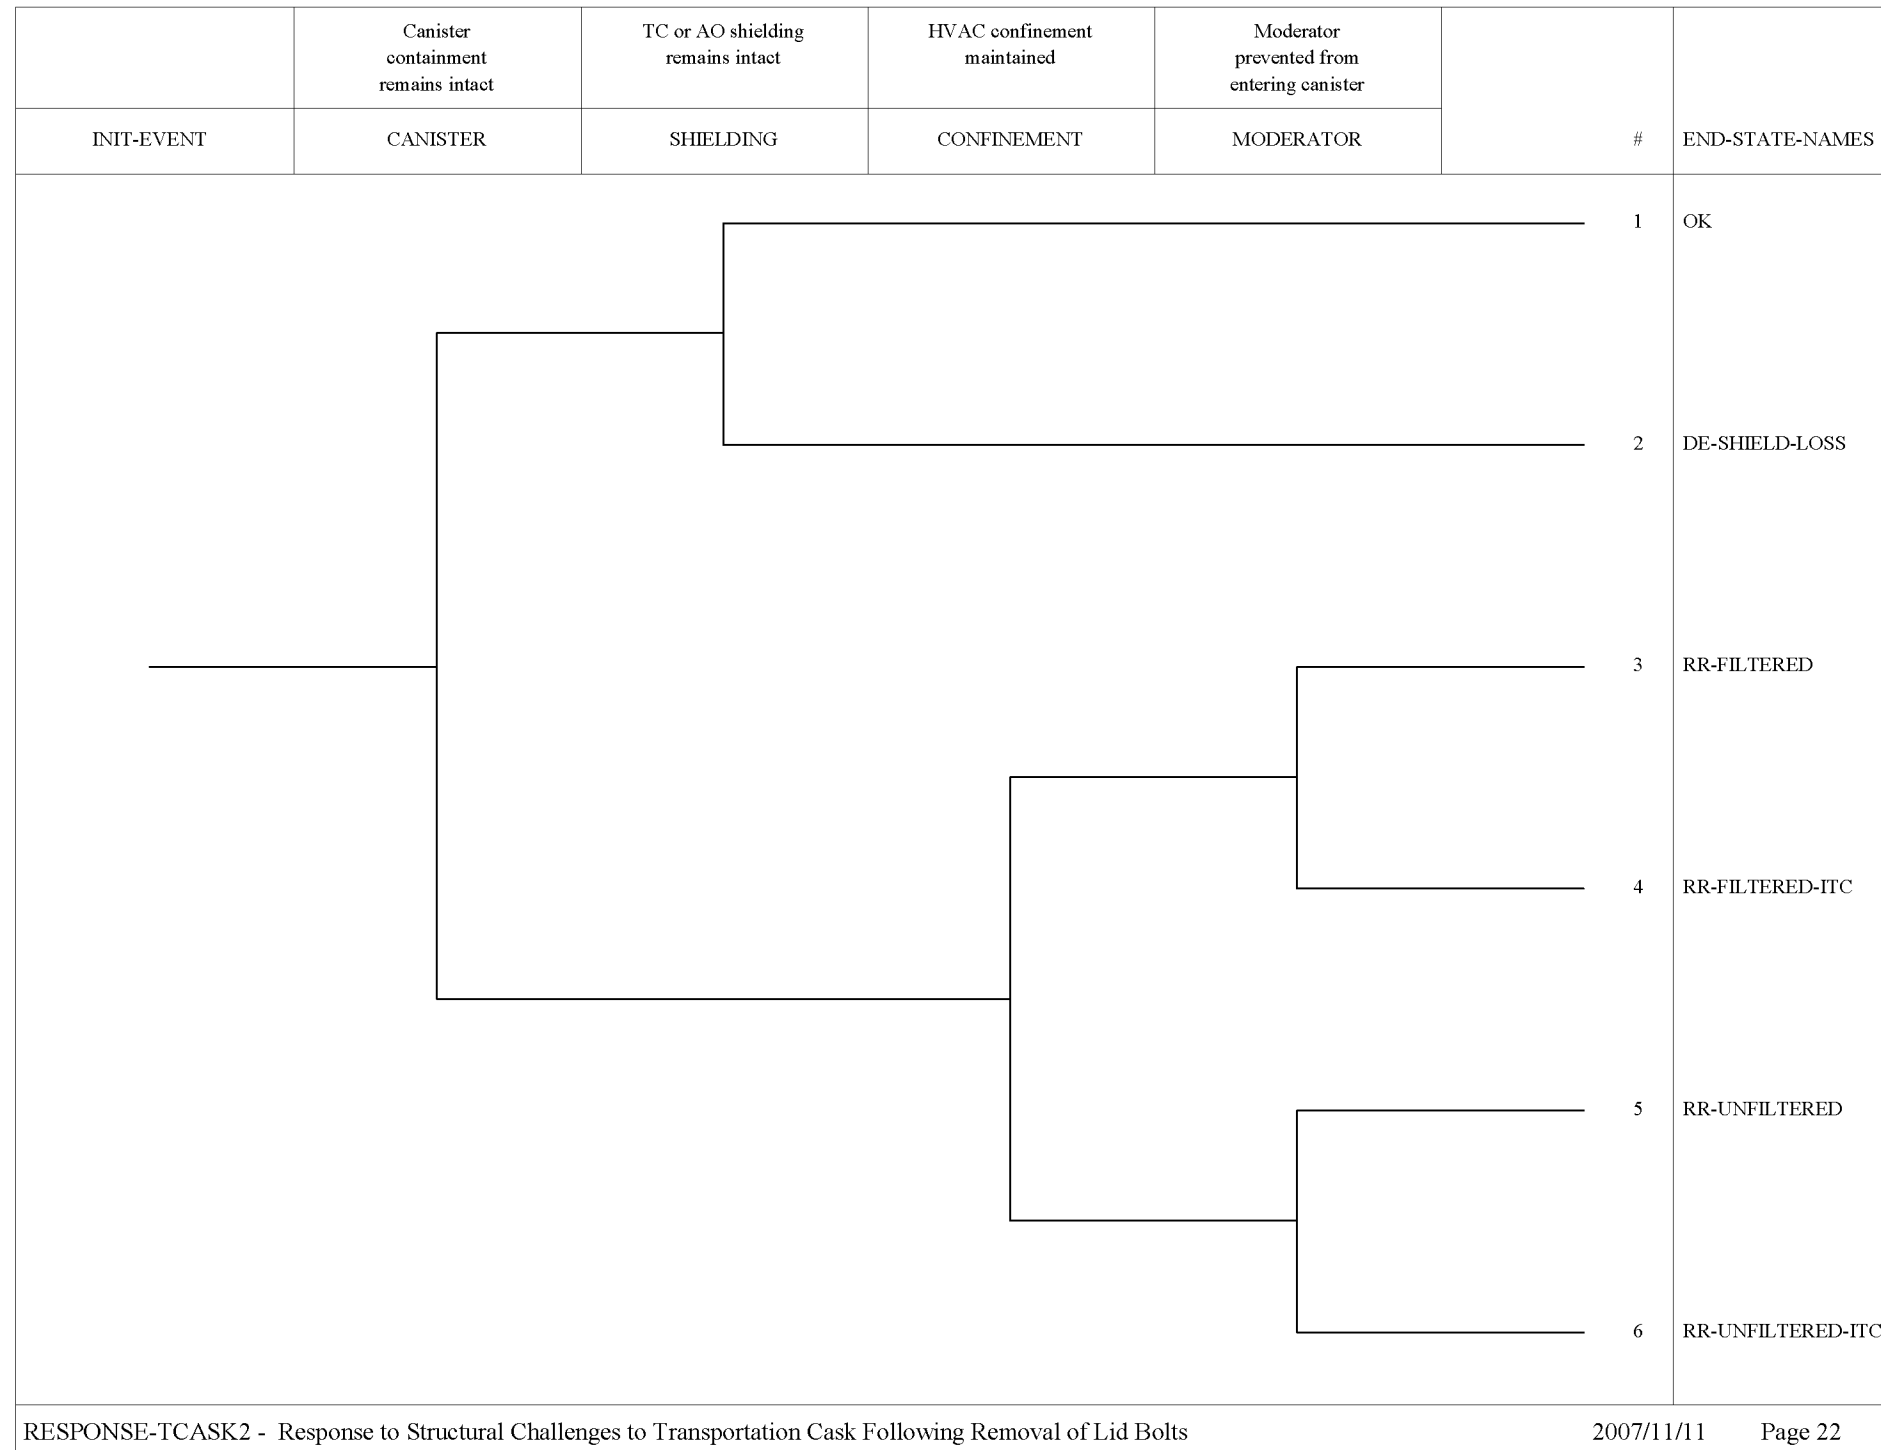 Canister
containment
remains intact
TC or AO shielding
remains intact
HVAC confinement
maintained
Moderator
prevented from
entering canister
INIT-EVENT
CANISTER
SHIELDING
CONFINEMENT
MODERATOR
#
END-STATE-NAMES
1 OK
2 DE-SHIELD-LOSS
3 RR-FILTERED
4 RR-FILTERED-ITC
5 RR-UNFILTERED
6 RR-UNFILTERED-ITC
RESPONSE-TCASK2 - Response to Structural Challenges to Transportation Cask Following Removal of Lid Bolts 2007/11/11 Page 22